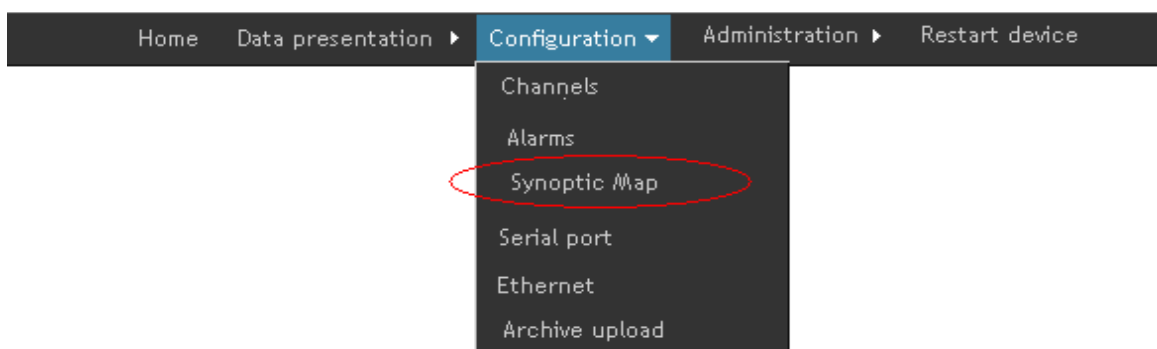 Home Data presentation Configuration Administration Restart device
Channels
Alarms
Synoptic Map
Serial port
Ethernet
Archive upload